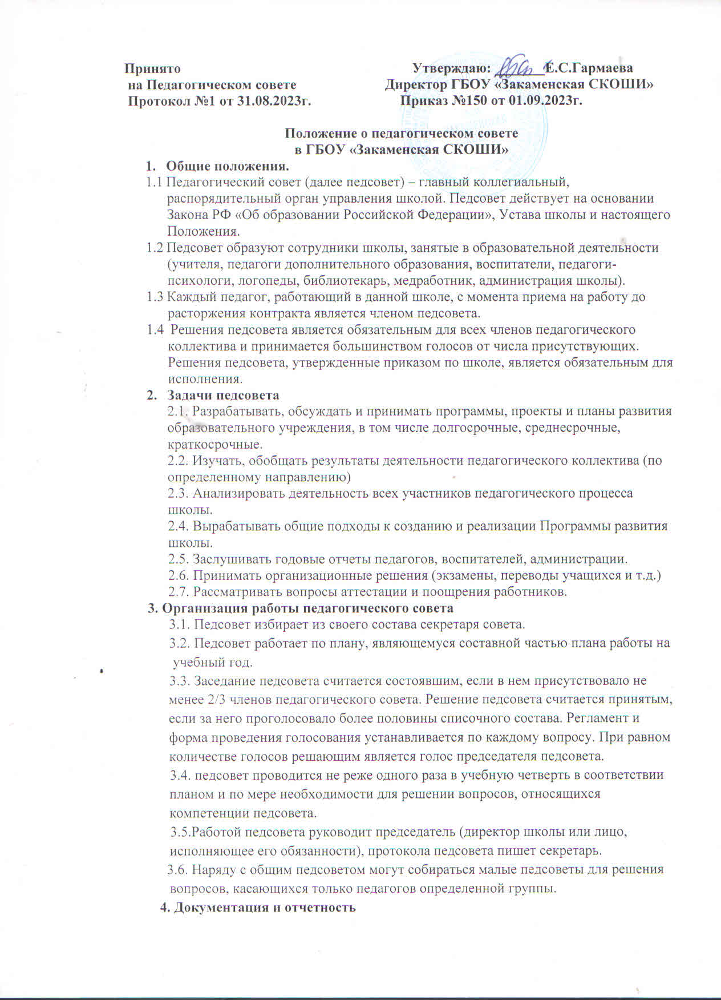 Принято Утверждаю: ________Е.С.Гармаева
на Педагогическом совете Директор ГБОУ «Закаменская СКОШИ»
Протокол №1 от 31.08.2023г. Приказ №150 от 01.09.2023г.
Положение о педагогическом совете
в ГБОУ «Закаменская СКОШИ»
1. Общие положения.
1.1 Педагогический совет (далее педсовет) – главный коллегиальный,
распорядительный орган управления школой. Педсовет действует на основании
Закона РФ «Об образовании Российской Федерации», Устава школы и настоящего
Положения.
1.2 Педсовет образуют сотрудники школы, занятые в образовательной деятельности
(учителя, педагоги дополнительного образования, воспитатели, педагоги-
психологи, логопеды, библиотекарь, медработник, администрация школы).
1.3 Каждый педагог, работающий в данной школе, с момента приема на работу до
расторжения контракта является членом педсовета.
1.4 Решения педсовета является обязательным для всех членов педагогического
коллектива и принимается большинством голосов от числа присутствующих.
Решения педсовета, утвержденные приказом по школе, является обязательным для
исполнения.
2. Задачи педсовета
2.1. Разрабатывать, обсуждать и принимать программы, проекты и планы развития
образовательного учреждения, в том числе долгосрочные, среднесрочные,
краткосрочные.
2.2. Изучать, обобщать результаты деятельности педагогического коллектива (по
определенному направлению)
2.3. Анализировать деятельность всех участников педагогического процесса
школы.
2.4. Вырабатывать общие подходы к созданию и реализации Программы развития
школы.
2.5. Заслушивать годовые отчеты педагогов, воспитателей, администрации.
2.6. Принимать организационные решения (экзамены, переводы учащихся и т.д.)
2.7. Рассматривать вопросы аттестации и поощрения работников.
3. Организация работы педагогического совета
3.1. Педсовет избирает из своего состава секретаря совета.
3.2. Педсовет работает по плану, являющемуся составной частью плана работы на
учебный год.
3.3. Заседание педсовета считается состоявшим, если в нем присутствовало не
менее 2/3 членов педагогического совета. Решение педсовета считается принятым,
если за него проголосовало более половины списочного состава. Регламент и
форма проведения голосования устанавливается по каждому вопросу. При равном
количестве голосов решающим является голос председателя педсовета.
3.4. педсовет проводится не реже одного раза в учебную четверть в соответствии
планом и по мере необходимости для решении вопросов, относящихся
компетенции педсовета.
3.5.Работой педсовета руководит председатель (директор школы или лицо,
исполняющее его обязанности), протокола педсовета пишет секретарь.
3.6. Наряду с общим педсоветом могут собираться малые педсоветы для решения
вопросов, касающихся только педагогов определенной группы.
4. Документация и отчетность